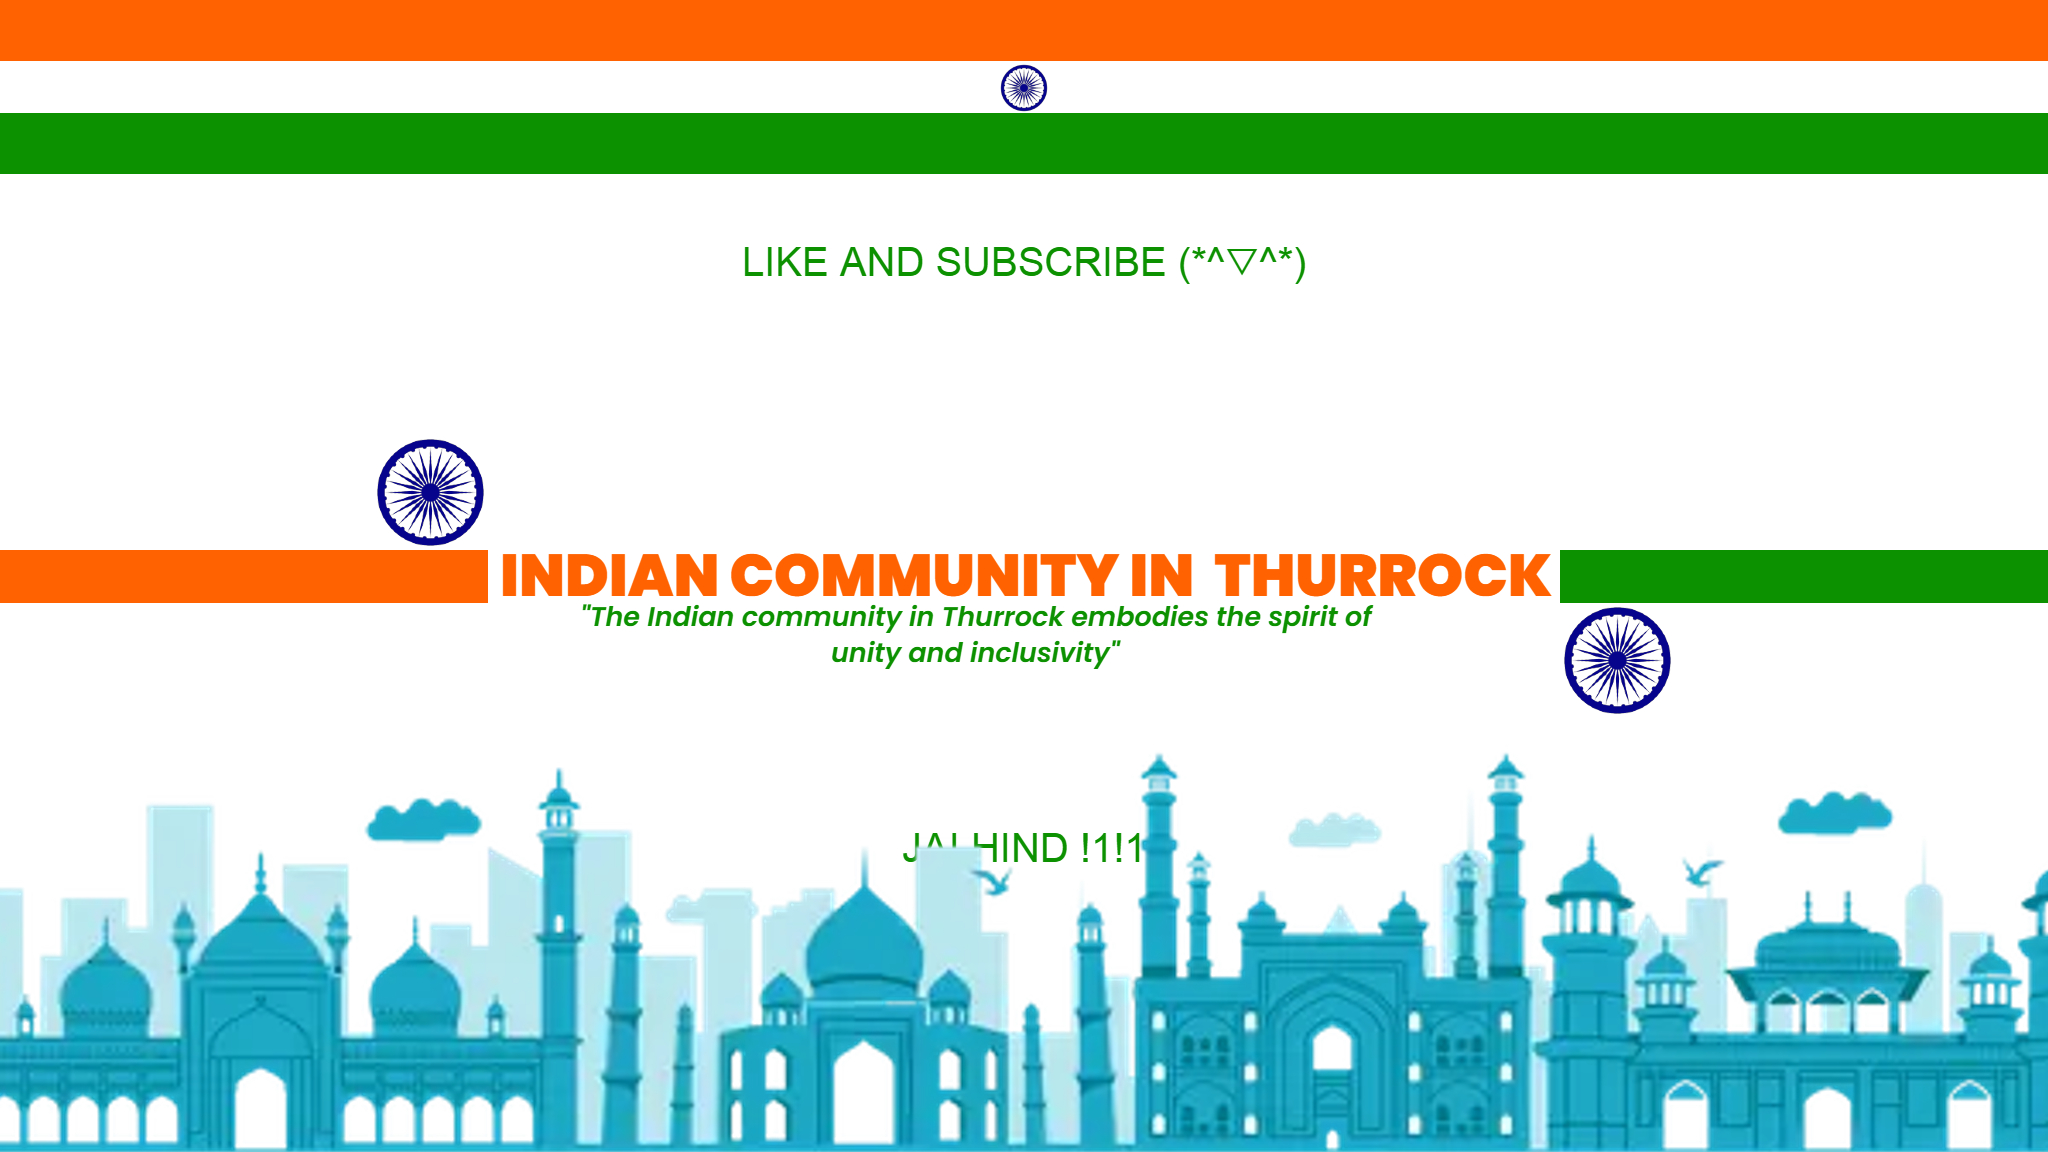 LIKE AND SUBSCRIBE (*^▽^*)
INDIAN COMMUNITY IN THURROCK
"The Indian community in Thurrock embodies the spirit of
unity and inclusivity"
JAI HIND !1!1